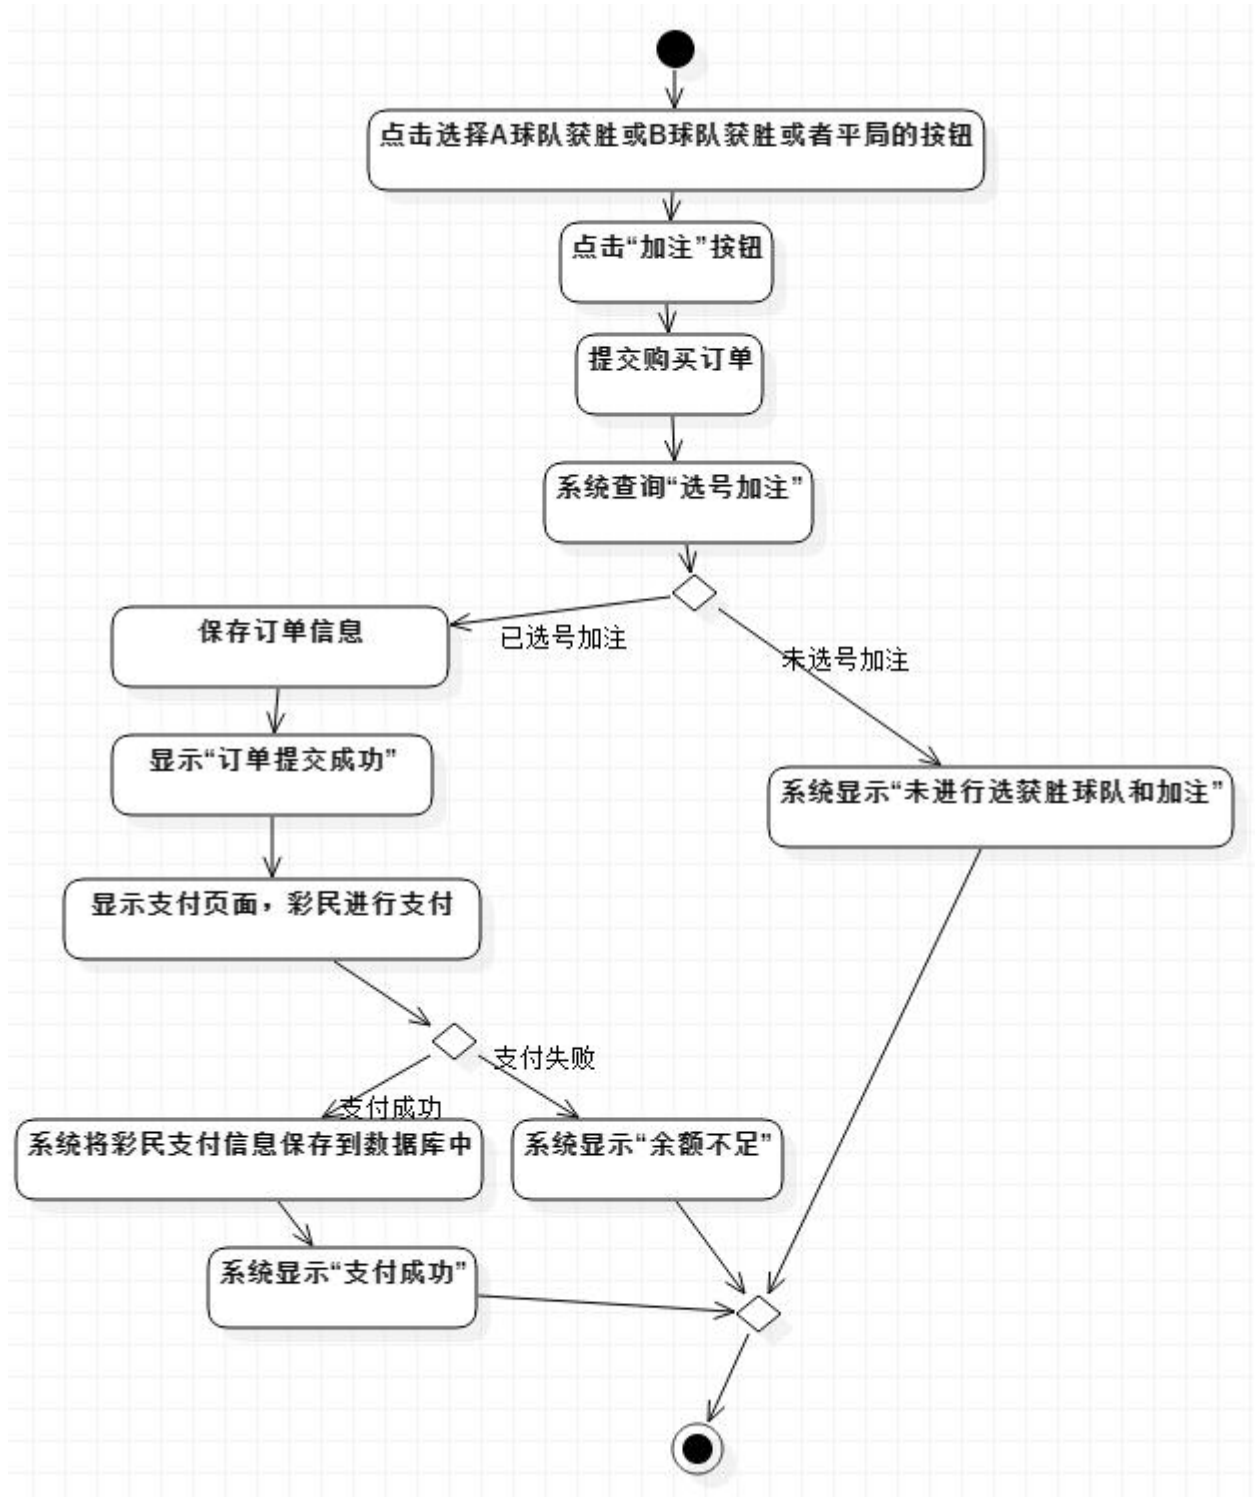 点击选择A球队获胜或B球队获胜或者平局的按钮
点击“加注”按钮
提交购买订单
系统查询“选号加注”
保存订单信息
已选号加注
未选号加注
显示“订单提交成功”
系统显示“未进行选获胜球队和加注”
显示支付页面，彩民进行支付
支付失败
支付成功
系统将彩民支付信息保存到数据库中
系统显示“余额不足”
系统显示“支付成功”